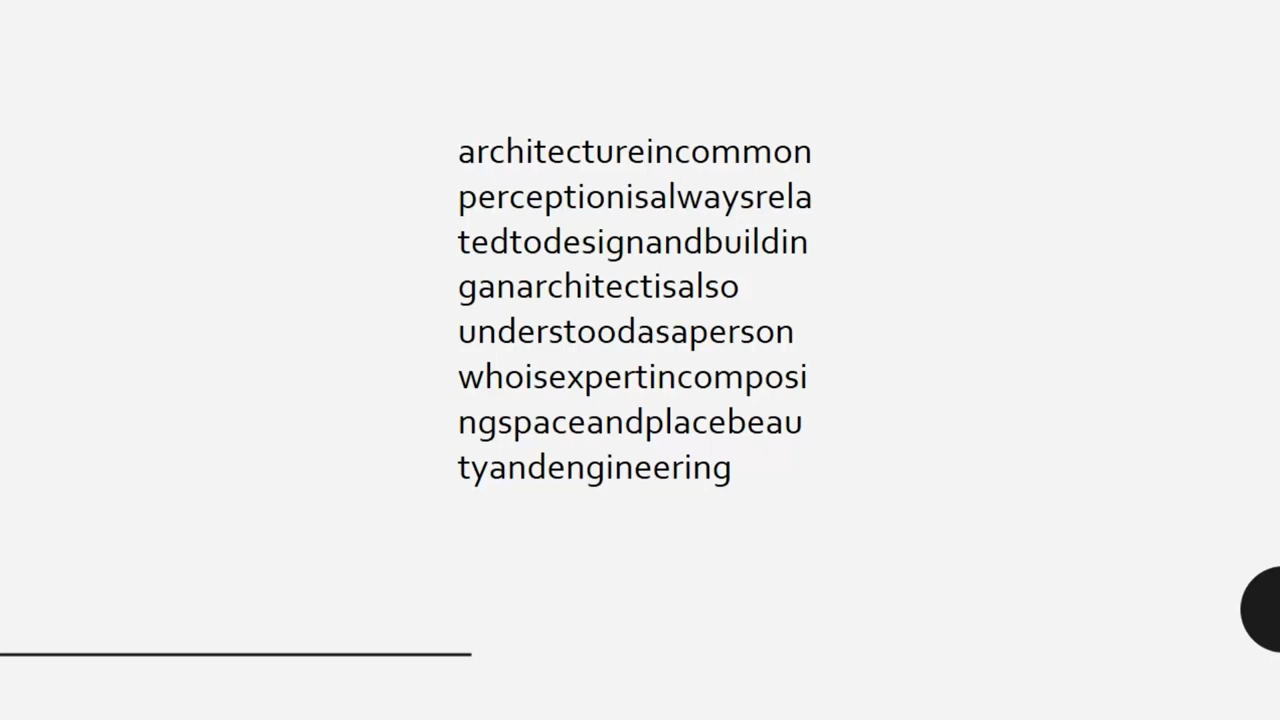 architectureincommon
perceptionisalwaysrela
tedtodesignandbuildin
ganarchitectisalso
understoodasaperson
whoisexpertincomposi
ngspaceandplacebeau
tyandengineering